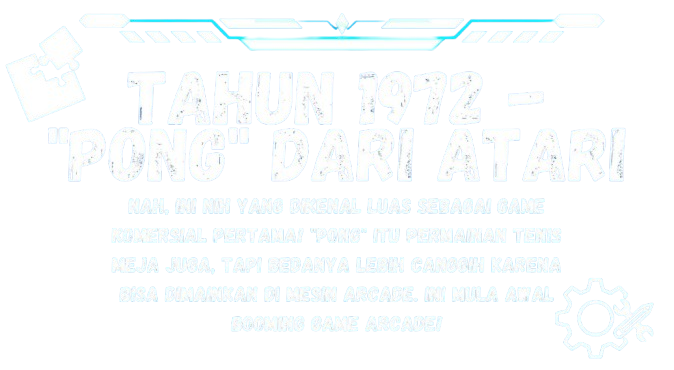 TAHUN 1972 -
"PONG" DARI ATARI
NAH, INI NIH YANG DIKENAL LUAS SEBAGAI GAME
KOMERSIAL PERTAMA! "PONG" ITU PERMAINAN TENIS
MEJA JUGA, TAPI BEDANYA LEBIH CANGGIH KARENA
BISA DIMAINKAN DI MESIN ARCADE. INI MULA AWAL
BOOMING GAME ARCADE!